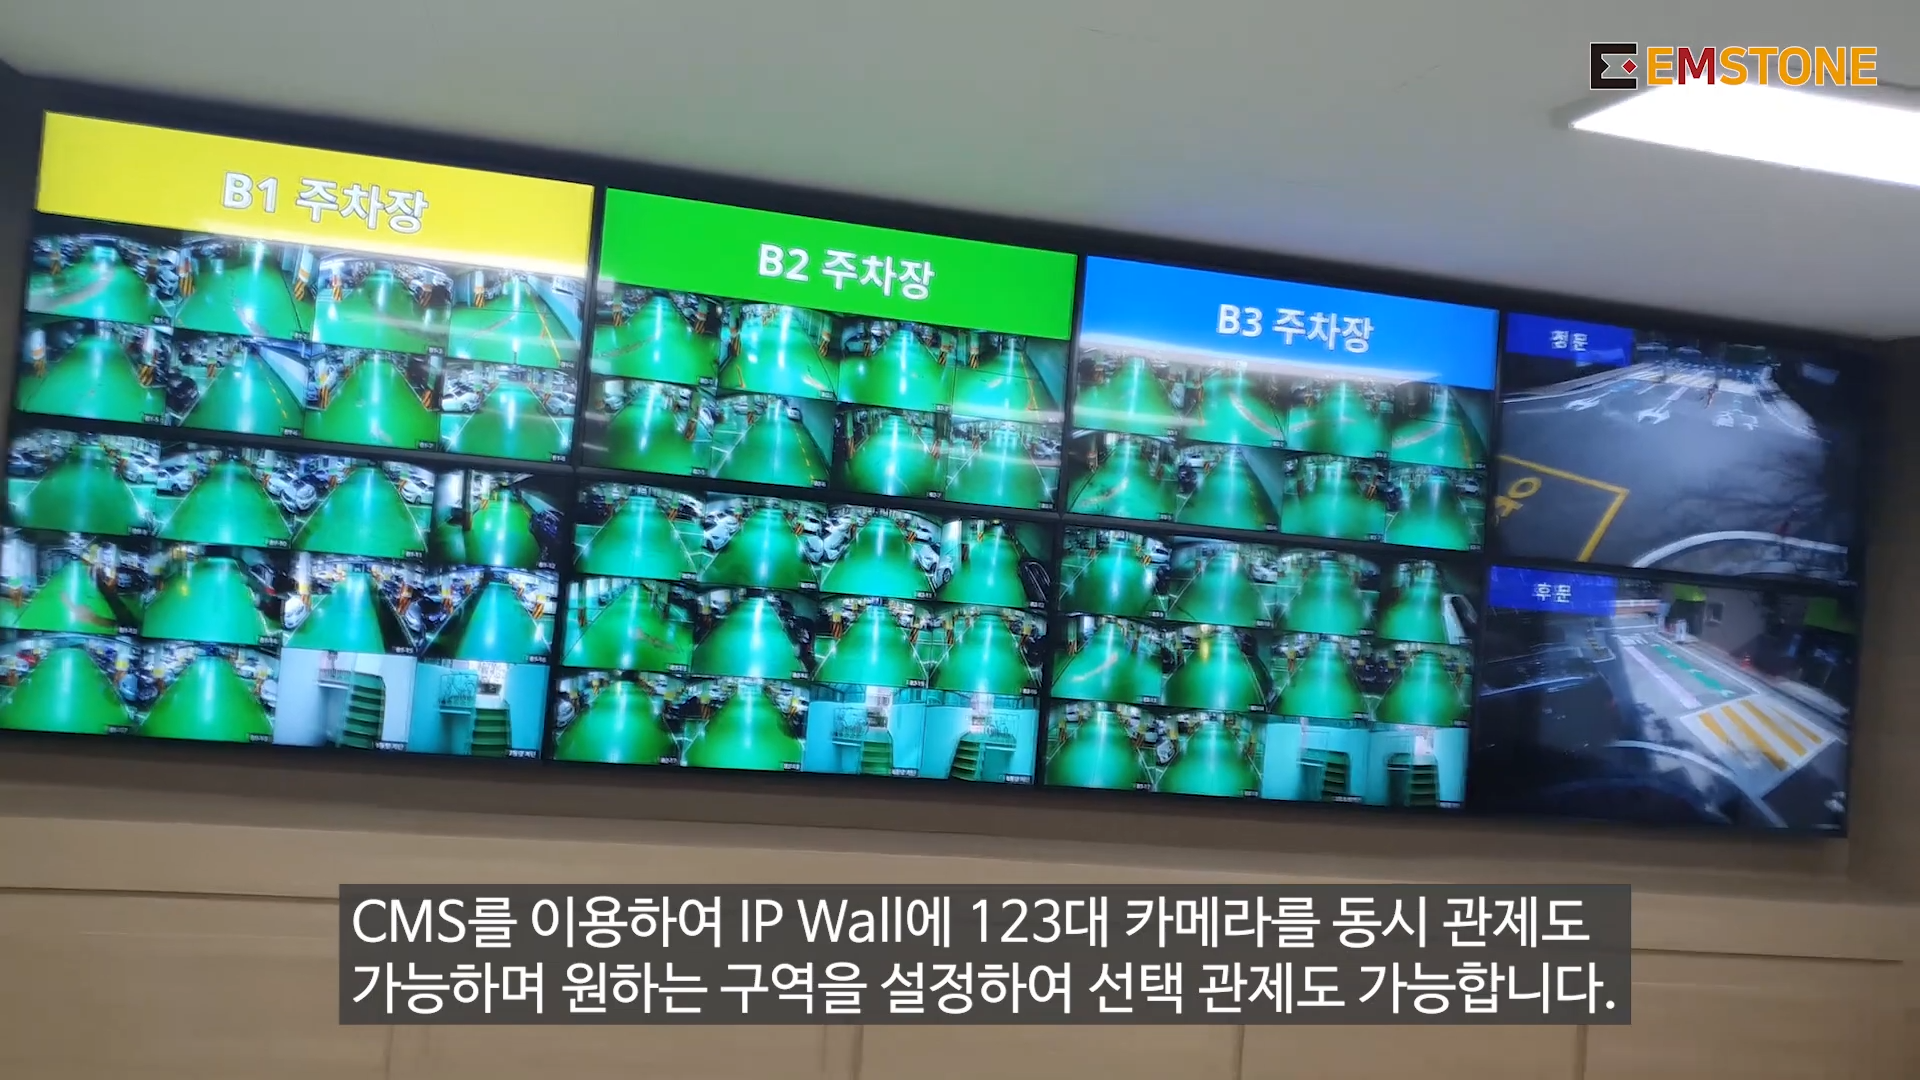 EMSTONE
B1 주차장
B2 주차장
B3 주차장
정문
후문
CMS를 이용하여 IP Wall에 123대 카메라를 동시 관제도
가능하며 원하는 구역을 설정하여 선택 관제도 가능합니다.